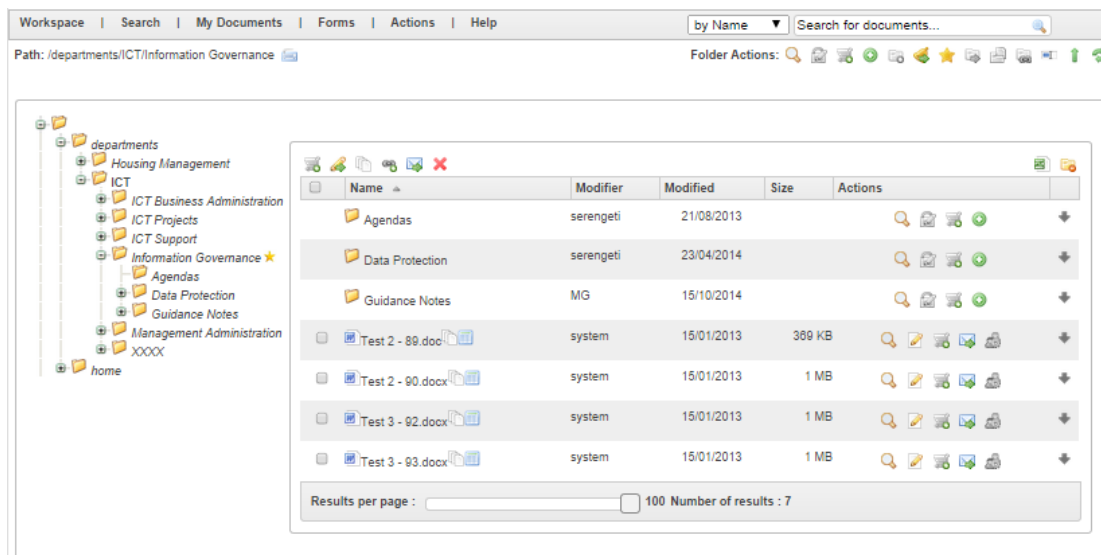 Workspace | Search | My Documents | Forms | Actions | Help by Name Search for documents...
Path: /departments/ICT/Information Governance Folder Actions:
departments
Housing Management
ICT
ICT Business Administration
ICT Projects
ICT Support
Information Governance
Agendas
Data Protection
Guidance Notes
Management Administration
XXXX
home
Name Modifier Modified Size Actions
Agendas serengeti 21/08/2013
Data Protection serengeti 23/04/2014
Guidance Notes MG 15/10/2014
Test 2 - 89.doc system 15/01/2013 369 KB
Test 2 - 90.docx system 15/01/2013 1 MB
Test 3 - 92.docx system 15/01/2013 1 MB
Test 3 - 93.docx system 15/01/2013 1 MB
Results per page : 100 Number of results : 7